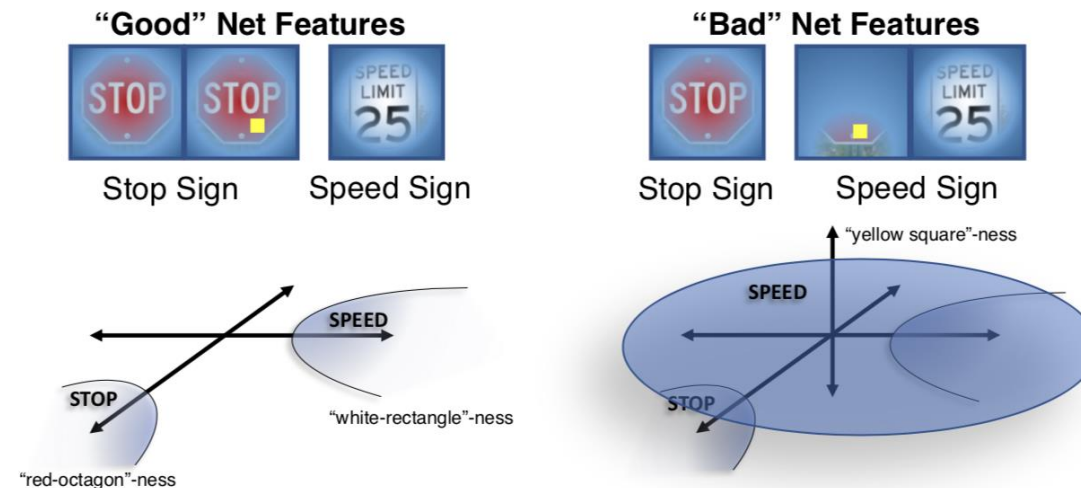 “Good” Net Features
STOP
STOP
SPEED
LIMIT
25
Stop Sign
Speed Sign
SPEED
STOP
“white-rectangle”-ness
“red-octagon”-ness
“Bad” Net Features
STOP
SPEED
LIMIT
25
Stop Sign
Speed Sign
“yellow square”-ness
SPEED
STOP